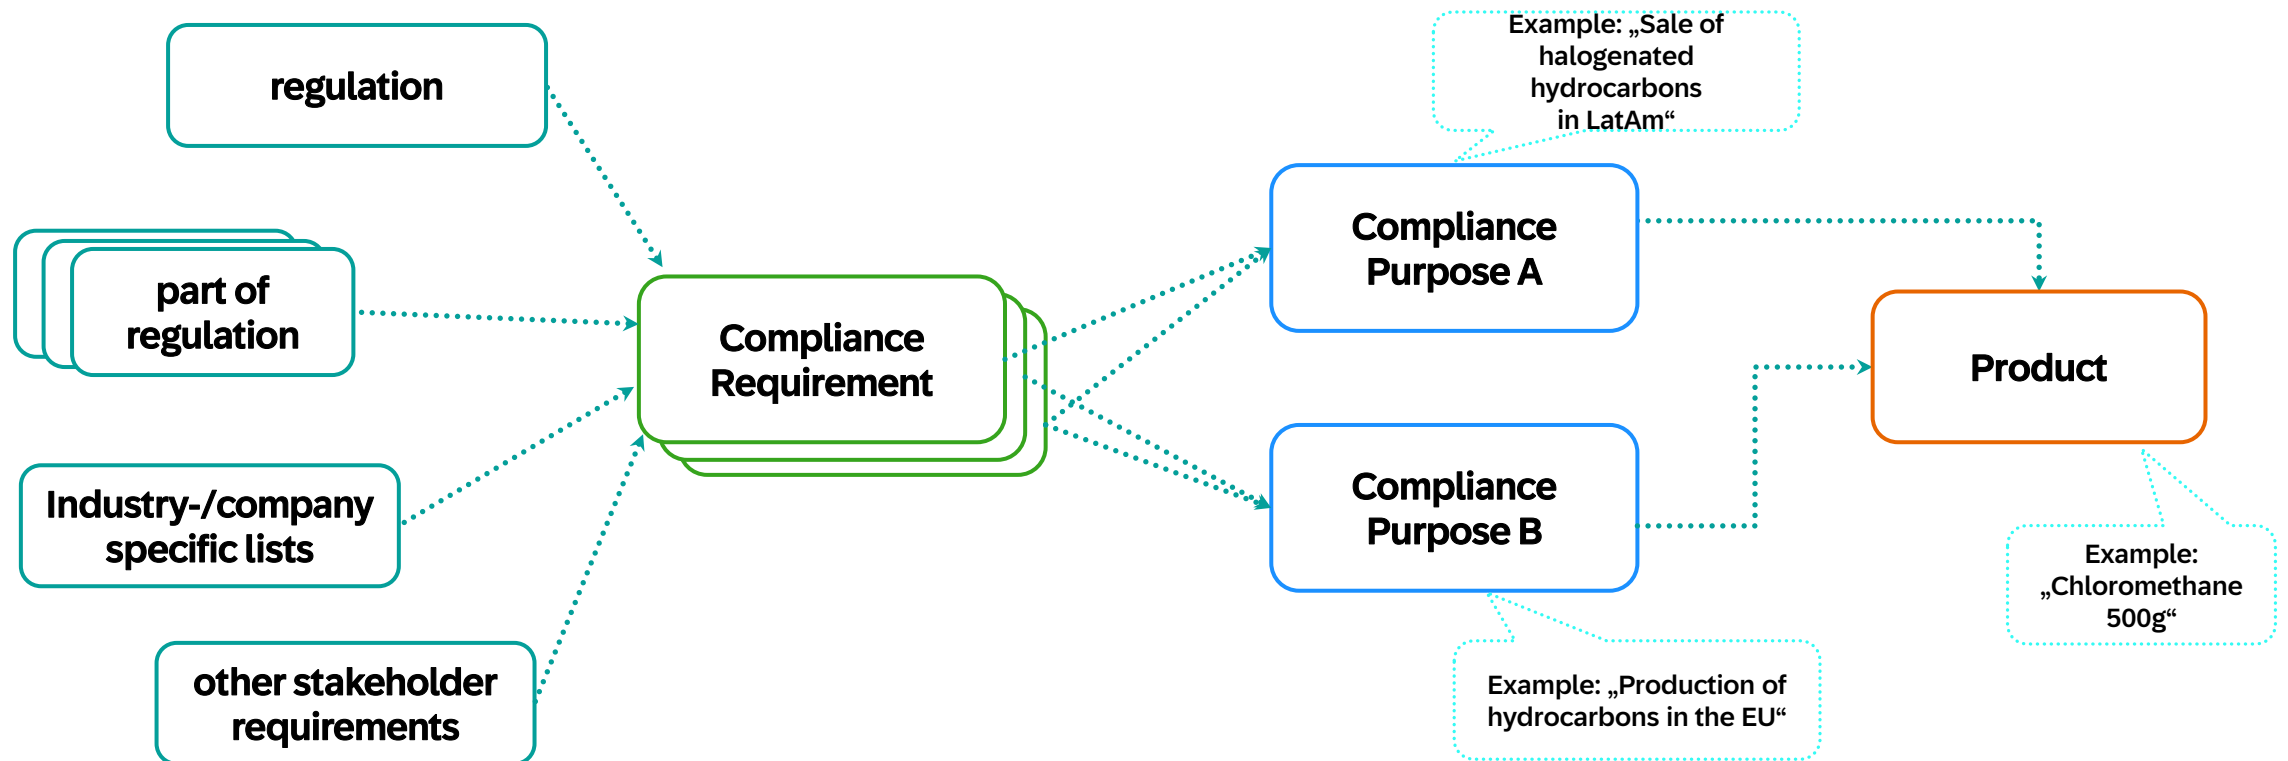 regulation
part of
regulation
Industry-/company
specific lists
other stakeholder
requirements
Compliance
Requirement
Example: „Sale of
halogenated
hydrocarbons
in LatAm“
Compliance
Purpose A
Compliance
Purpose B
Example: „Production of
hydrocarbons in the EU“
Product
Example:
„Chloromethane
500g“